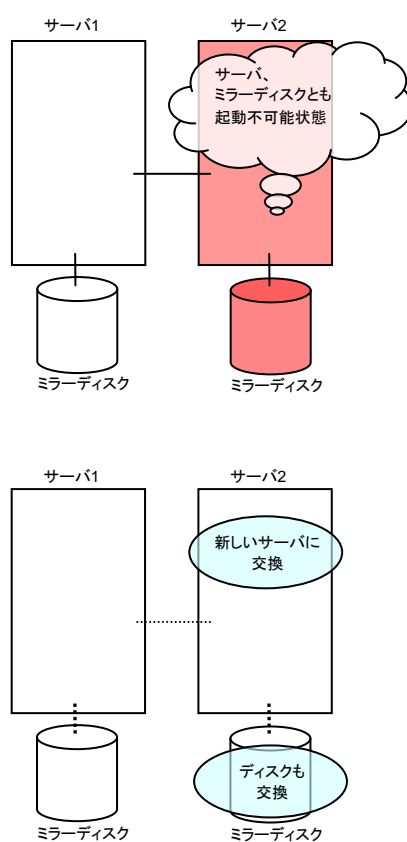 サーバ1
サーバ2
サーバ、
ミラーディスクとも
起動不可能状態
ミラーディスク
ミラーディスク
サーバ1
サーバ2
新しいサーバに
交換
ディスクも
交換
ミラーディスク
ミラーディスク